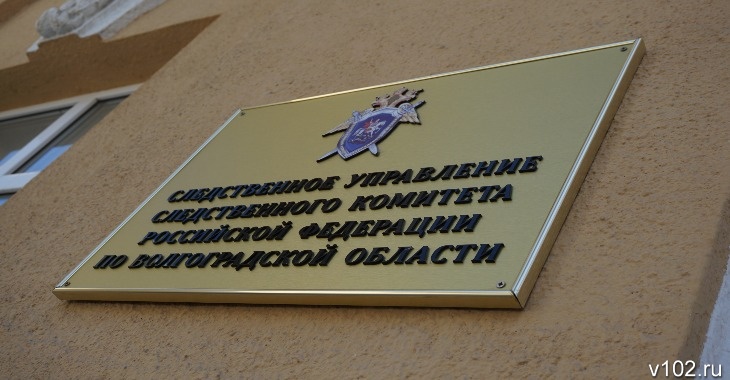 СЛЕДСТВЕННОЕ УПРАВЛЕНИЕ
СЛЕДСТВЕННОГО КОМИТЕТА
РОССИЙСКОЙ ФЕДЕРАЦИИ
ПО ВОЛГОГРАДСКОЙ ОБЛАСТИ
v102.ru